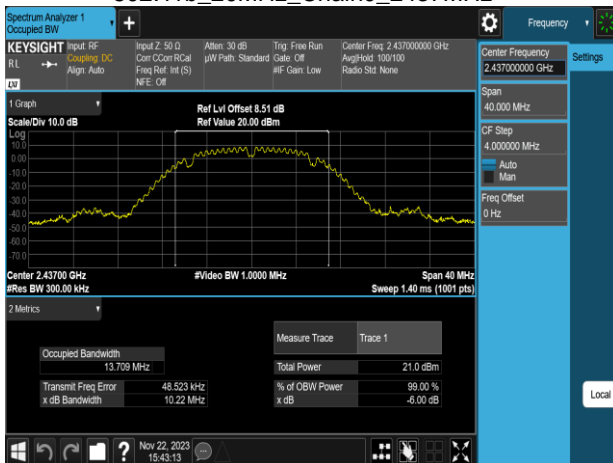 Spectrum Analyzer 1
Occupied BW
Frequency
KEYSIGHT
R L
Input: RF
Coupling: DC
Align: Auto
Input Z: 50 Ω
Corr CCorr RCal
Freq Ref: Int (S)
NFE: Off
Atten: 30 dB
µW Path: Standard
Trig: Free Run
Gate: Off
#IF Gain: Low
Center Freq: 2.437000000 GHz
Avg|Hold: 100/100
Radio Std: None
LXI
1 Graph
Scale/Div 10.0 dB
Ref Lvl Offset 8.51 dB
Ref Value 20.00 dBm
Log
10.0
0.00
-10.0
-20.0
-30.0
-40.0
-50.0
-60.0
-70.0
Center 2.43700 GHz
#Res BW 300.00 kHz
#Video BW 1.0000 MHz
Span 40 MHz
Sweep 1.40 ms (1001 pts)
2 Metrics
Measure Trace
Trace 1
Occupied Bandwidth
13.709 MHz
Total Power
21.0 dBm
Transmit Freq Error
48.523 kHz
% of OBW Power
99.00 %
x dB Bandwidth
10.22 MHz
x dB
-6.00 dB
Nov 22, 2023
15:43:13
Center Frequency
2.437000000 GHz
Settings
Span
40.000 MHz
CF Step
4.000000 MHz
Auto
Man
Freq Offset
0 Hz
Local